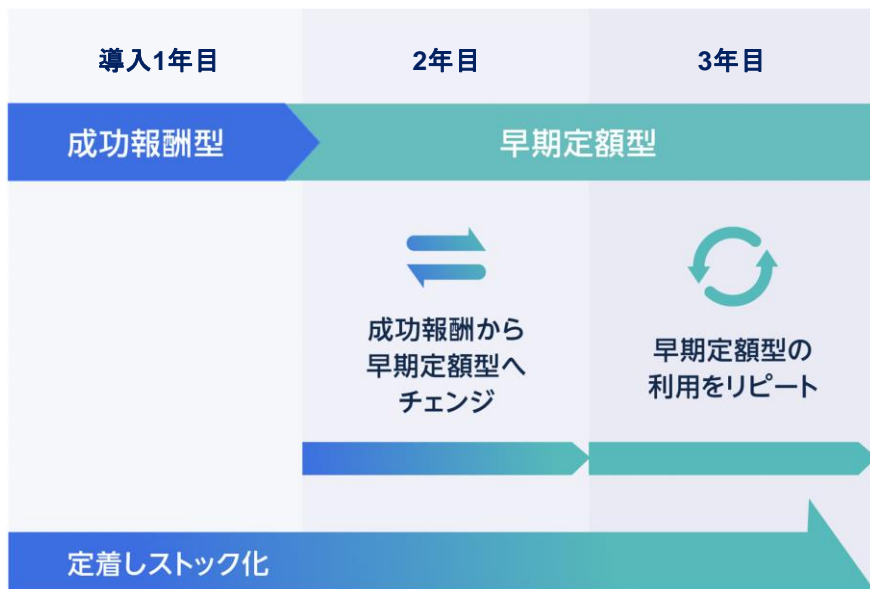 導入1年目
2年目
3年目
成功報酬型
早期定額型
成功報酬から
早期定額型へ
チェンジ
早期定額型の
利用をリピート
定着しストック化